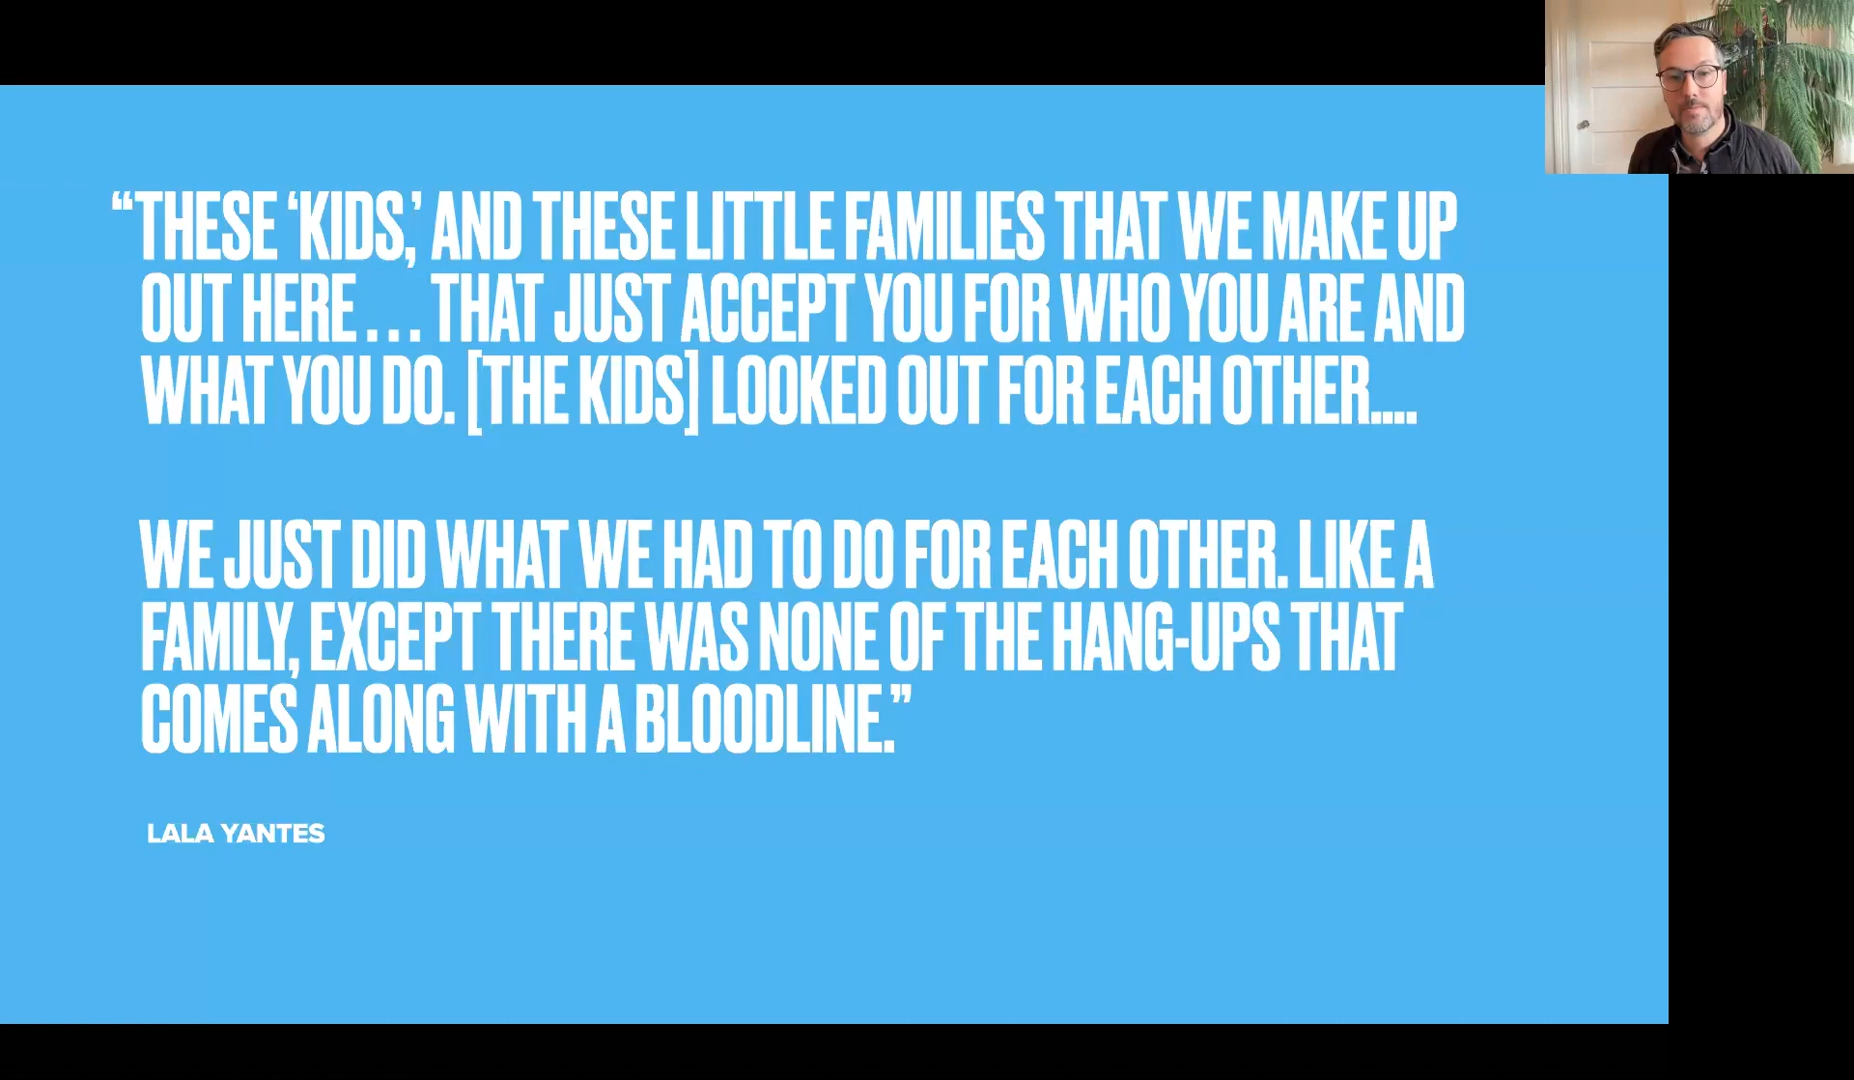 “THESE ‘KIDS,’ AND THESE LITTLE FAMILIES THAT WE MAKE UP
OUT HERE . . . THAT JUST ACCEPT YOU FOR WHO YOU ARE AND
WHAT YOU DO. [THE KIDS] LOOKED OUT FOR EACH OTHER....
WE JUST DID WHAT WE HAD TO DO FOR EACH OTHER. LIKE A
FAMILY, EXCEPT THERE WAS NONE OF THE HANG-UPS THAT
COMES ALONG WITH A BLOODLINE.”
LALA YANTES